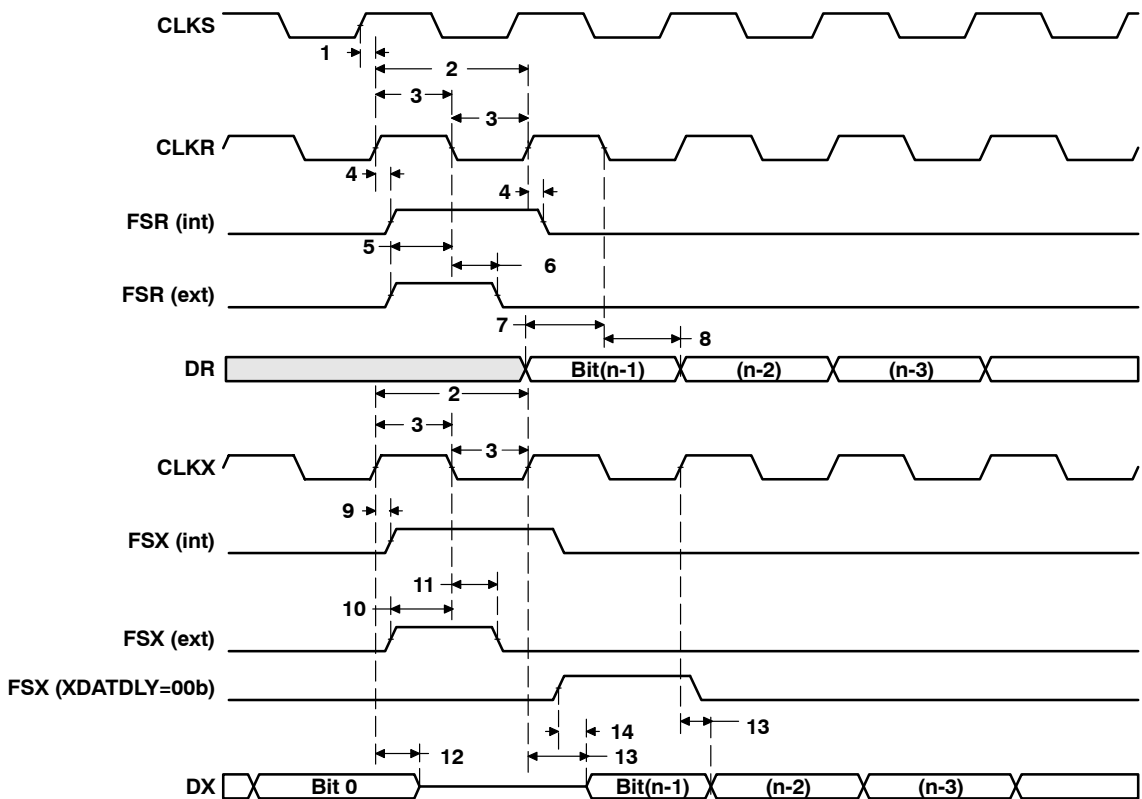 CLKS
1
2
3
3
CLKR
4
4
FSR (int)
5
6
FSR (ext)
7
8
DR
Bit(n-1)
(n-2)
(n-3)
2
3
3
CLKX
9
FSX (int)
11
10
FSX (ext)
FSX (XDATDLY=00b)
14
13
13
12
DX
Bit 0
Bit(n-1)
(n-2)
(n-3)